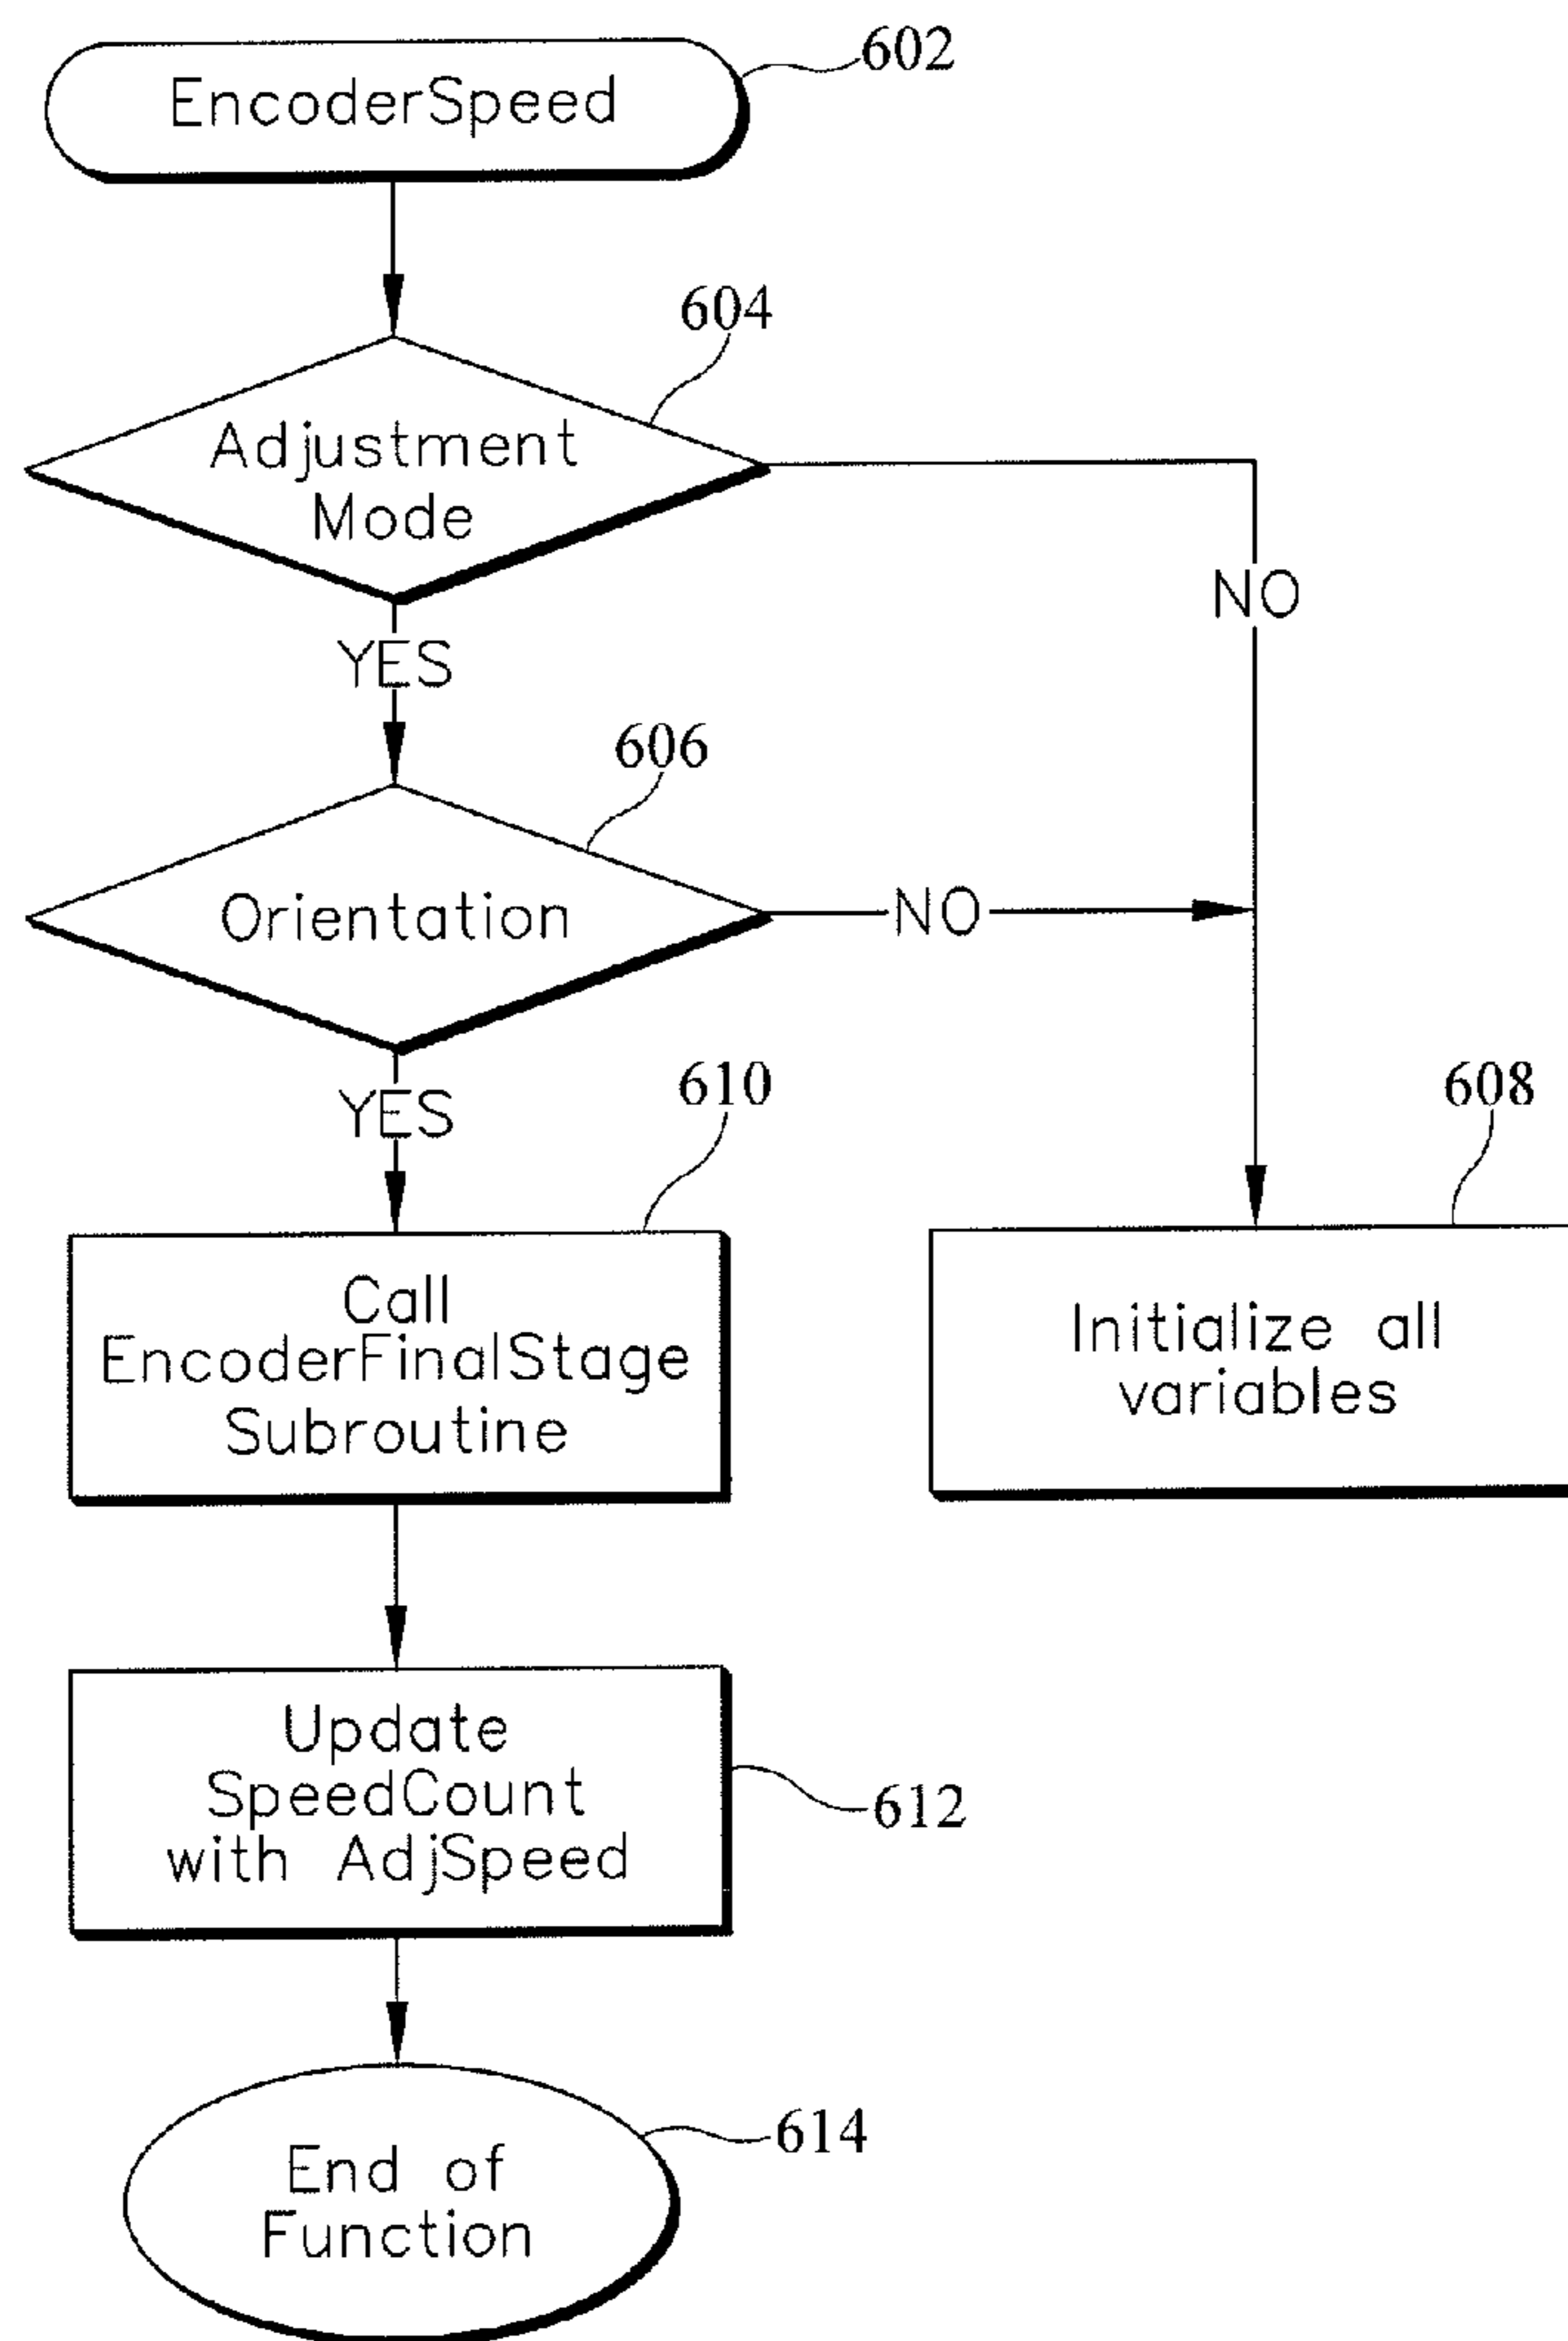 EncoderSpeed
602
604
Adjustment
Mode
NO
YES
606
Orientation
NO
YES
610
608
Call
EncoderFinalStage
Subroutine
Initialize all
variables
Update
SpeedCount
with AdjSpeed
612
End of
Function
614